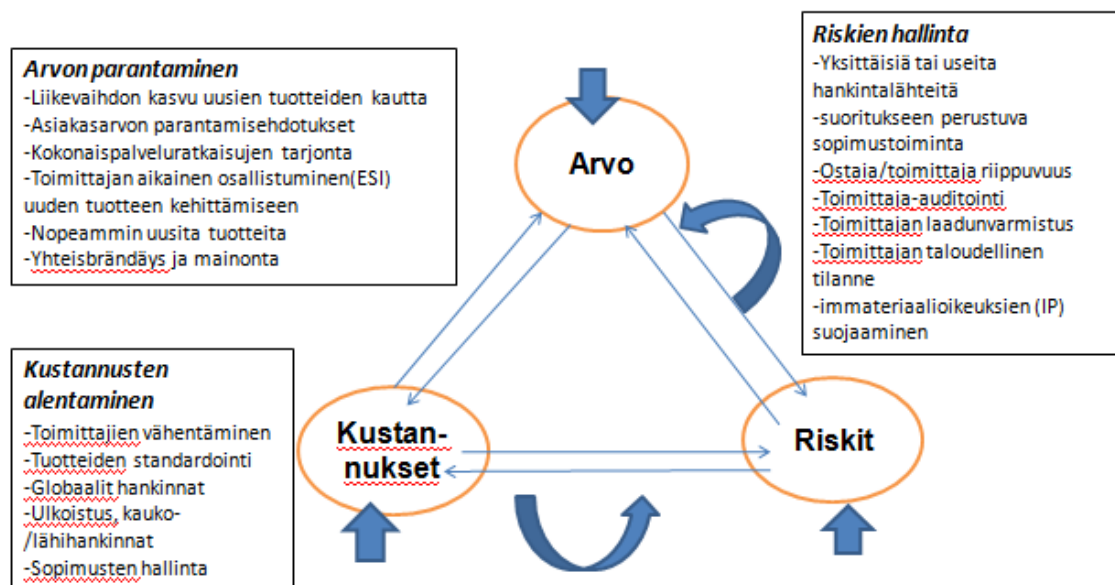 Arvon parantaminen
-Liikevaihdon kasvu uusien tuotteiden kautta
-Asiakasarvon parantamisehdotukset
-Kokonaispalveluratkaisujen tarjonta
-Toimittajan aikainen osallistuminen(ESI)
uuden tuotteen kehittämiseen
-Nopeammin uusita tuotteita
-Yhteisbrändäys ja mainonta
Arvo
Riskien hallinta
-Yksittäisiä tai useita
hankintalähteitä
-suoritukseen perustuva
sopimustoiminta
-Ostaja/toimittaja riippuvuus
-Toimittaja-auditointi
-Toimittajan laadunvarmistus
-Toimittajan taloudellinen
tilanne
-immateriaalioikeuksien (IP)
suojaaminen
Kustannusten
alentaminen
-Toimittajien vähentäminen
-Tuotteiden standardointi
-Globaalit hankinnat
-Ulkoistus, kauko-
/lähihankinnat
-Sopimusten hallinta
Kustan-
nukset
Riskit